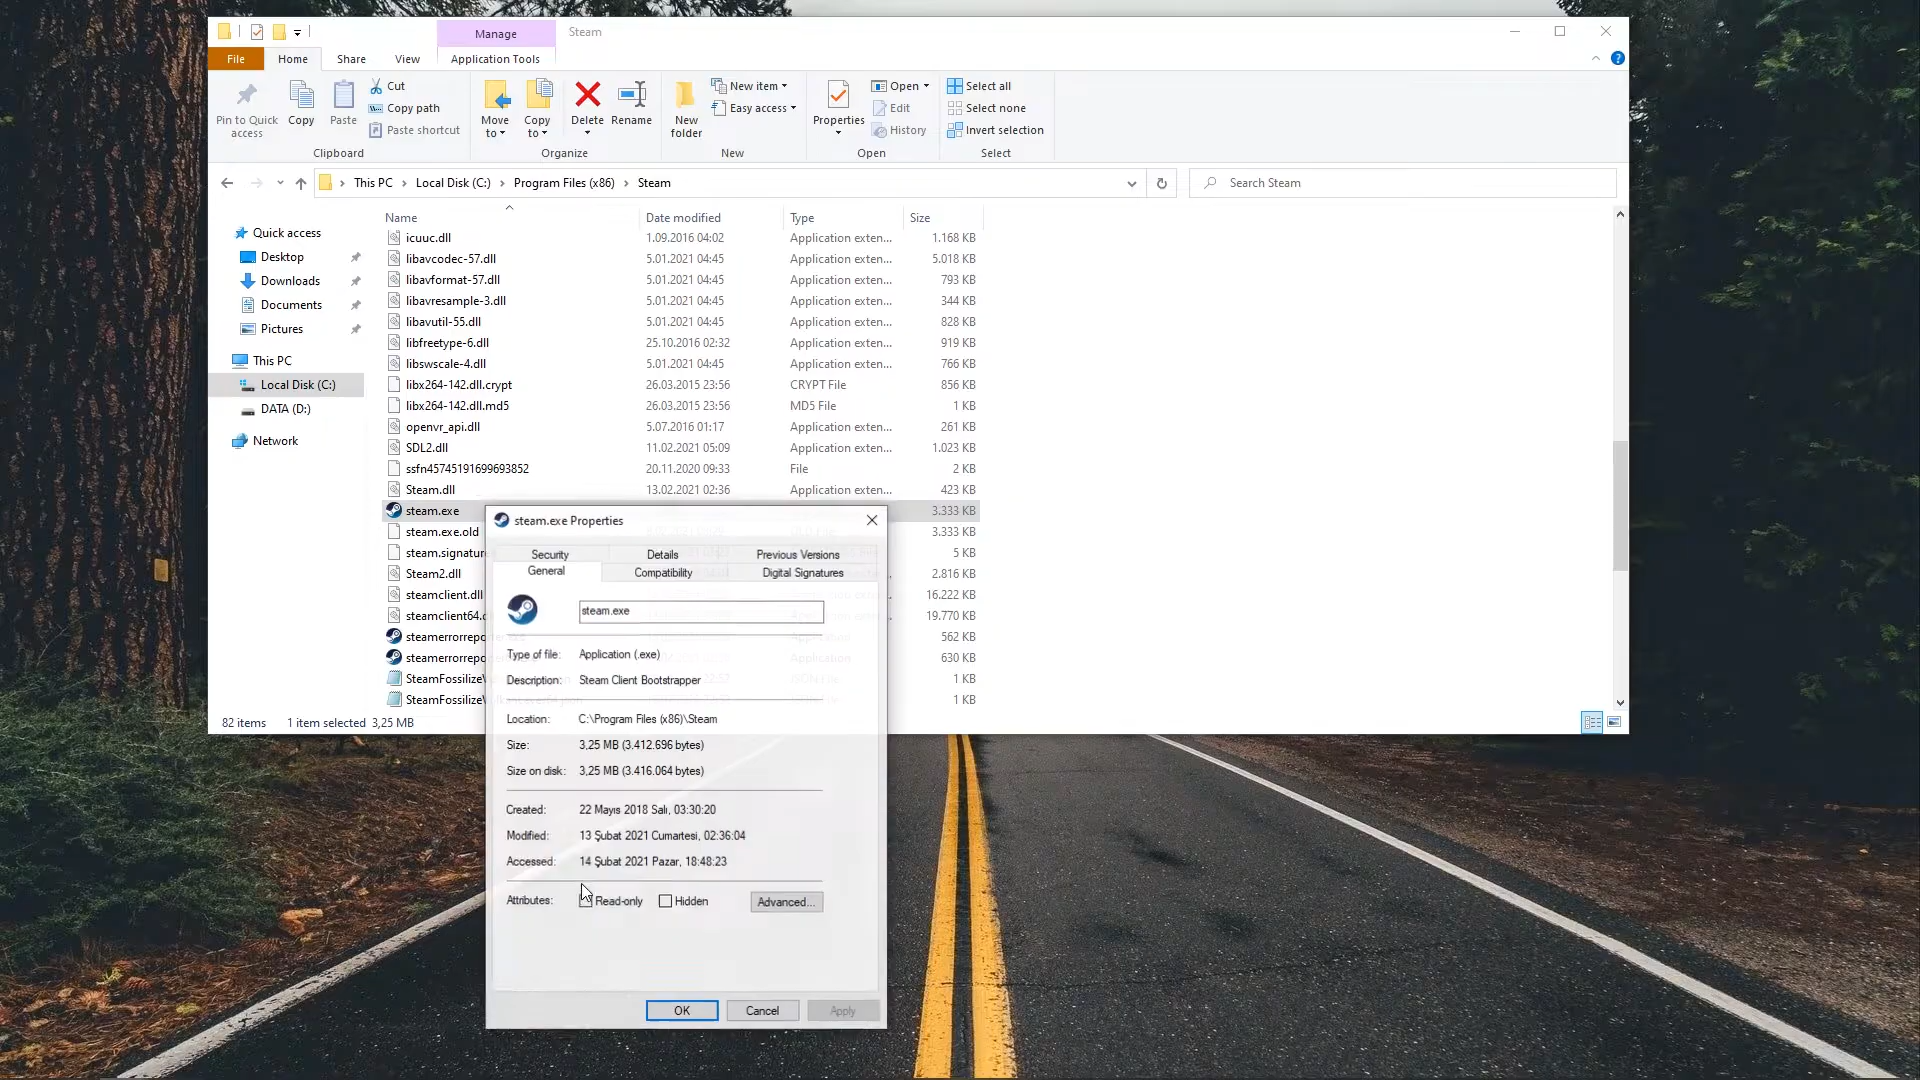 Manage
Steam
File
Home
Share
View
Application Tools
Pin to Quick access
Copy
Paste
Cut
Copy path
Paste shortcut
Clipboard
Move to
Copy to
Delete
Rename
Organize
New folder
New item
Easy access
New
Properties
Open
Edit
History
Open
Select all
Select none
Invert selection
Select
This PC > Local Disk (C:) > Program Files (x86) > Steam
Search Steam
Quick access
Desktop
Downloads
Documents
Pictures
This PC
Local Disk (C:)
DATA (D:)
Network
Name Date modified Type Size
icuuc.dll 1.09.2016 04:02 Application exten... 1.168 KB
libavcodec-57.dll 5.01.2021 04:45 Application exten... 5.018 KB
libavformat-57.dll 5.01.2021 04:45 Application exten... 793 KB
libavresample-3.dll 5.01.2021 04:45 Application exten... 344 KB
libavutil-55.dll 5.01.2021 04:45 Application exten... 828 KB
libfreetype-6.dll 25.10.2016 02:32 Application exten... 919 KB
libswscale-4.dll 5.01.2021 04:45 Application exten... 766 KB
libx264-142.dll.crypt 26.03.2015 23:56 CRYPT File 856 KB
libx264-142.dll.md5 26.03.2015 23:56 MD5 File 1 KB
openvr_api.dll 5.07.2016 01:17 Application exten... 261 KB
SDL2.dll 11.02.2021 05:09 Application exten... 1.023 KB
ssfn45745191699693852 20.11.2020 09:33 File 2 KB
Steam.dll 13.02.2021 02:36 Application exten... 423 KB
steam.exe 3.333 KB
steam.exe.old 3.333 KB
steam.signature 5 KB
Steam2.dll 2.816 KB
steamclient.dll 16.222 KB
steamclient64.d 19.770 KB
steamerrorrepo 562 KB
steamerrorrepo 630 KB
SteamFossilizeV 1 KB
SteamFossilizeV 1 KB
82 items 1 item selected 3,25 MB
steam.exe Properties
Security Details Previous Versions
General Compatibility Digital Signatures
steam.exe
Type of file: Application (.exe)
Description: Steam Client Bootstrapper
Location: C:\Program Files (x86)\Steam
Size: 3,25 MB (3.412.696 bytes)
Size on disk: 3,25 MB (3.416.064 bytes)
Created: 22 Mayıs 2018 Salı, 03:30:20
Modified: 13 Şubat 2021 Cumartesi, 02:36:04
Accessed: 14 Şubat 2021 Pazar, 18:48:23
Attributes: Read-only Hidden Advanced...
OK Cancel Apply